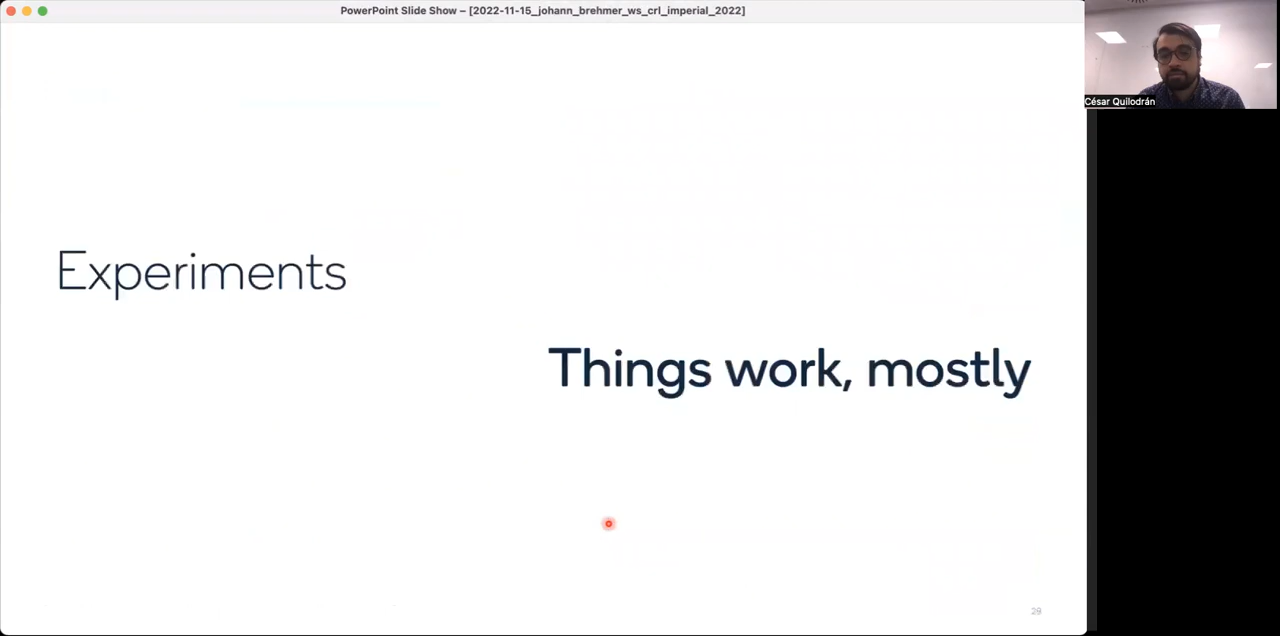 PowerPoint Slide Show – [2022-11-15_johann_brehmer_ws_crl_imperial_2022]
César Quilodrán
Experiments
Things work, mostly
29